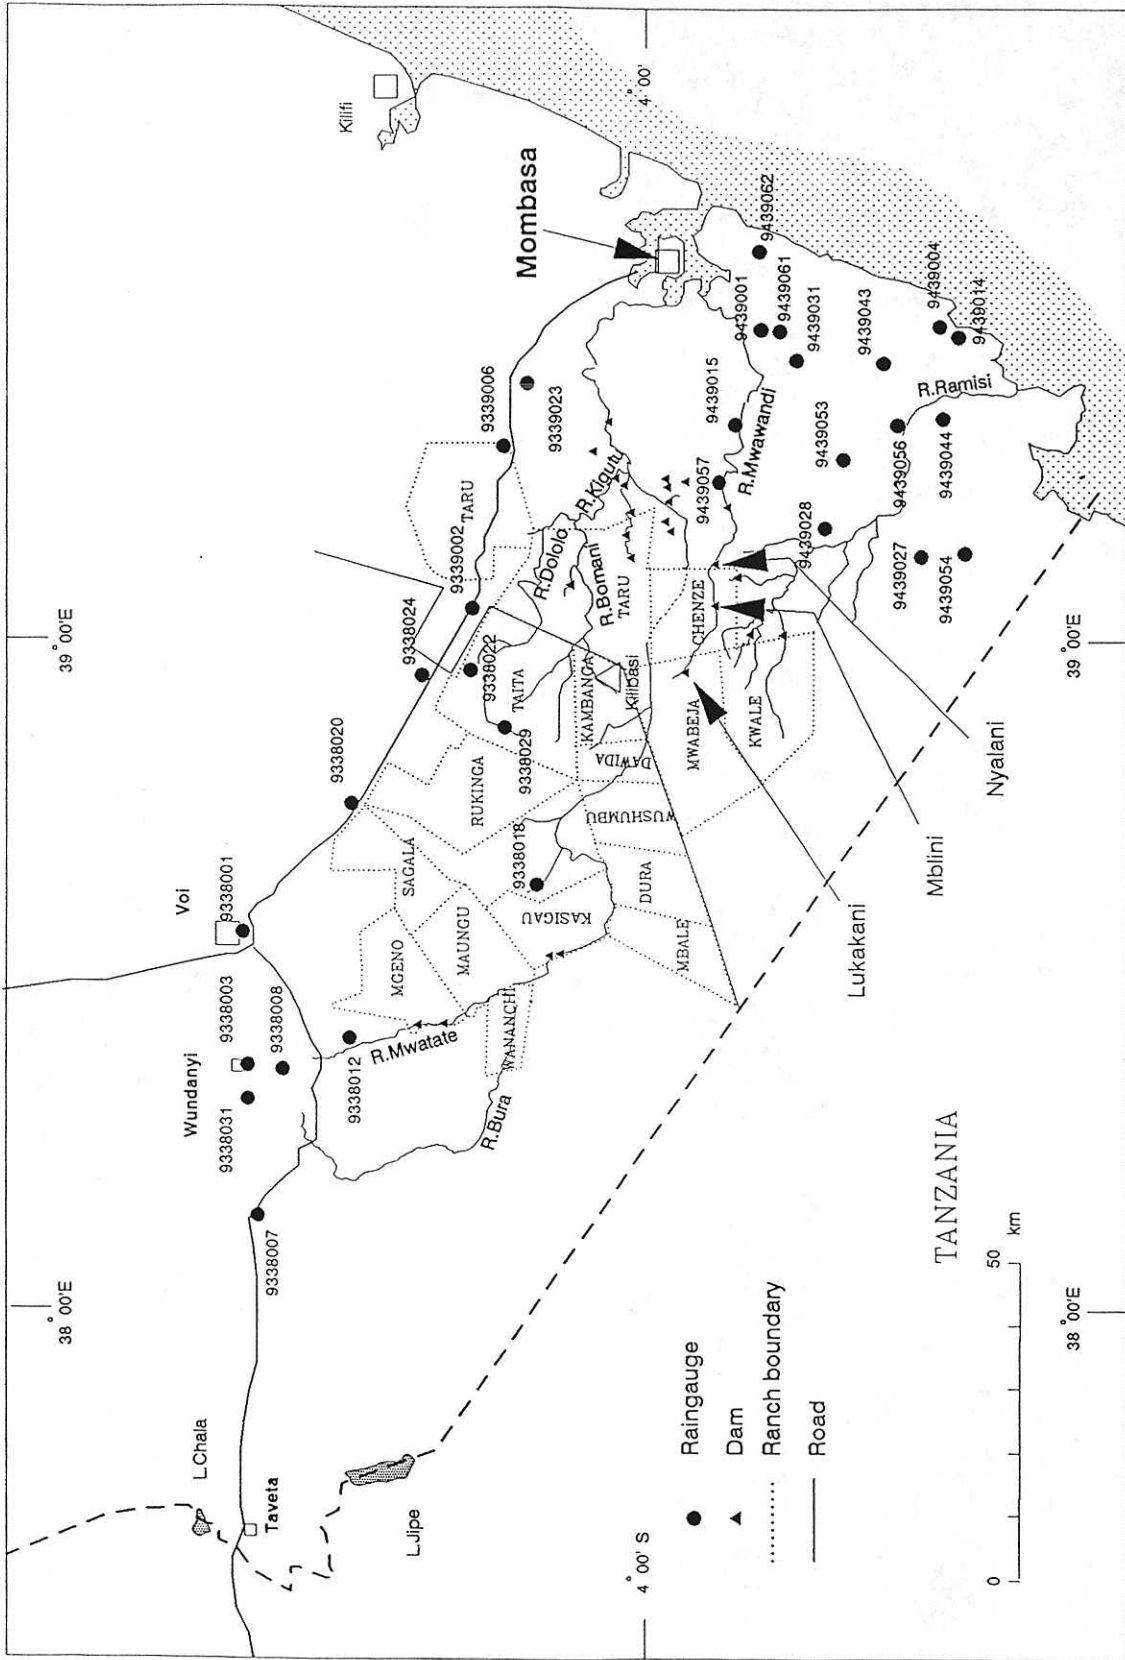 Kilifi
4°00'
Mombasa
9439062
9439001
9439061
9439031
9439043
9439004
9439014
R.Ramisi
9339006
9339023
9439015
R.Mwawandi
9439053
9439056
9439044
9439057
9439028
9439027
9439054
TARU
9339002
R.Kigutu
R.Dololo
R.Bomani
TARU
CHENZE
39°00'E
9338024
9338022
TAITA
KAMBANGA
Kilibasi
MWABEJA
KWALE
39°00'E
9338020
9338029
RUKINGA
DAWIDA
WUSHUMBU
Nyalani
Mblini
Lukakani
Voi
9338001
SAGALA
9338018
KASIGAU
DURA
MBALE
MGENO
MAUNGU
WANANCHI
Wundanyi
9338003
9338008
9338031
9338012
R.Mwatate
R.Bura
9338007
38°00'E
TANZANIA
L.Chala
Taveta
L.Jipe
4°00' S
Raingauge
Dam
Ranch boundary
Road
0
50
km
38°00'E